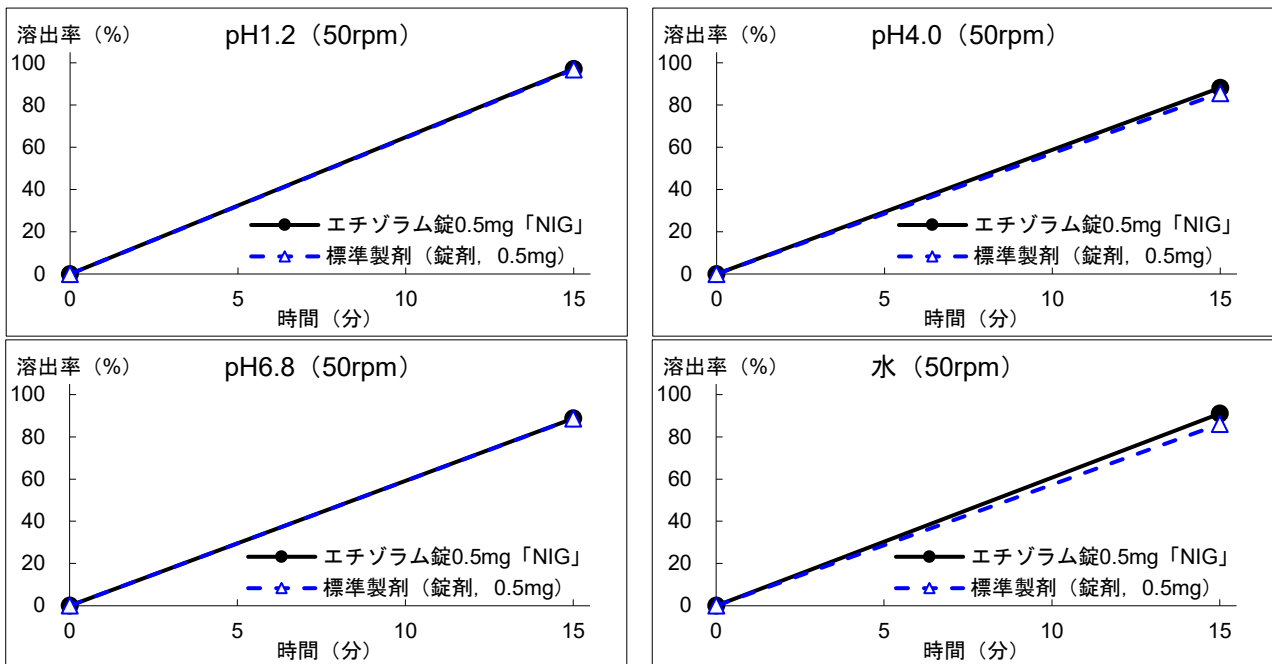 溶出率（%） pH1.2（50rpm）
100
80
60
40
20
0
エチゾラム錠0.5mg「NIG」
標準製剤（錠剤，0.5mg）
0 5 10 15
時間（分）
溶出率（%） pH4.0（50rpm）
100
80
60
40
20
0
エチゾラム錠0.5mg「NIG」
標準製剤（錠剤，0.5mg）
0 5 10 15
時間（分）
溶出率（%） pH6.8（50rpm）
100
80
60
40
20
0
エチゾラム錠0.5mg「NIG」
標準製剤（錠剤，0.5mg）
0 5 10 15
時間（分）
溶出率（%） 水（50rpm）
100
80
60
40
20
0
エチゾラム錠0.5mg「NIG」
標準製剤（錠剤，0.5mg）
0 5 10 15
時間（分）